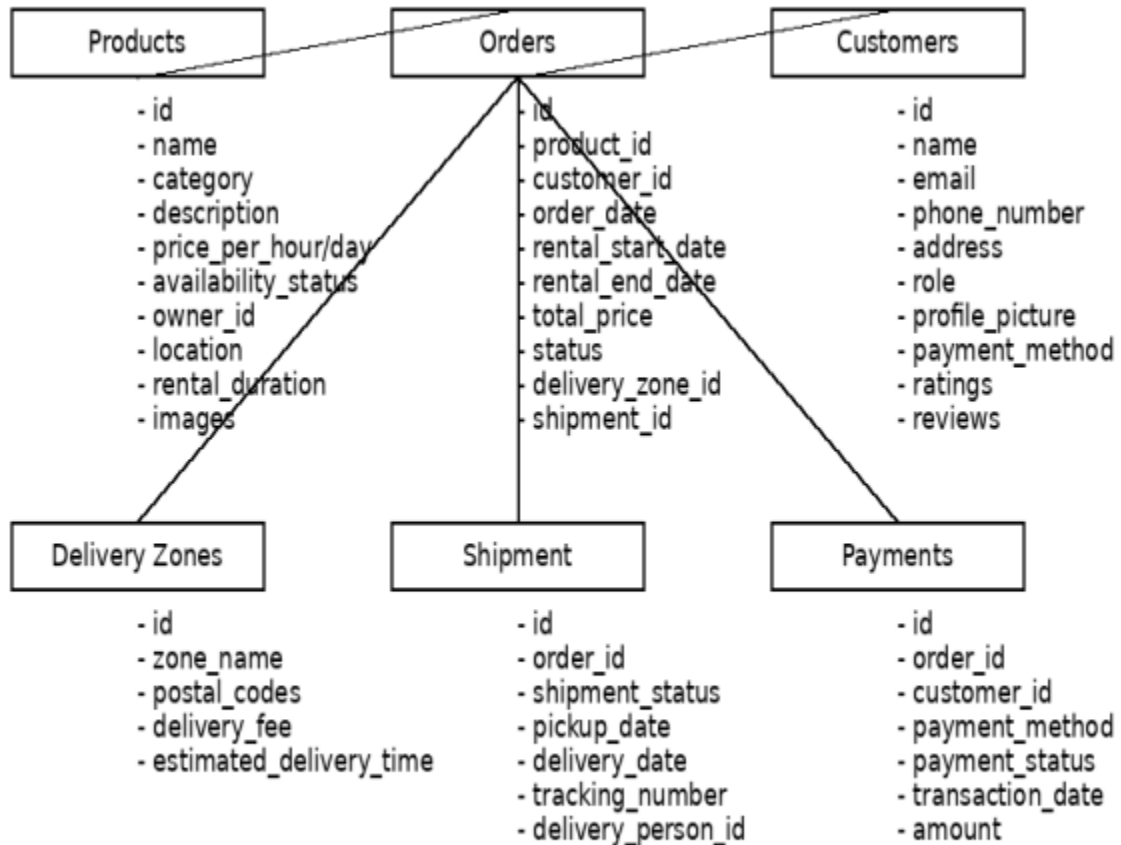 Products
- id
- name
- category
- description
- price_per_hour/day
- availability_status
- owner_id
- location
- rental_duration
- images
Orders
- id
- product_id
- customer_id
- order_date
- rental_start_date
- rental_end_date
- total_price
- status
- delivery_zone_id
- shipment_id
Customers
- id
- name
- email
- phone_number
- address
- role
- profile_picture
- payment_method
- ratings
- reviews
Delivery Zones
- id
- zone_name
- postal_codes
- delivery_fee
- estimated_delivery_time
Shipment
- id
- order_id
- shipment_status
- pickup_date
- delivery_date
- tracking_number
- delivery_person_id
Payments
- id
- order_id
- customer_id
- payment_method
- payment_status
- transaction_date
- amount